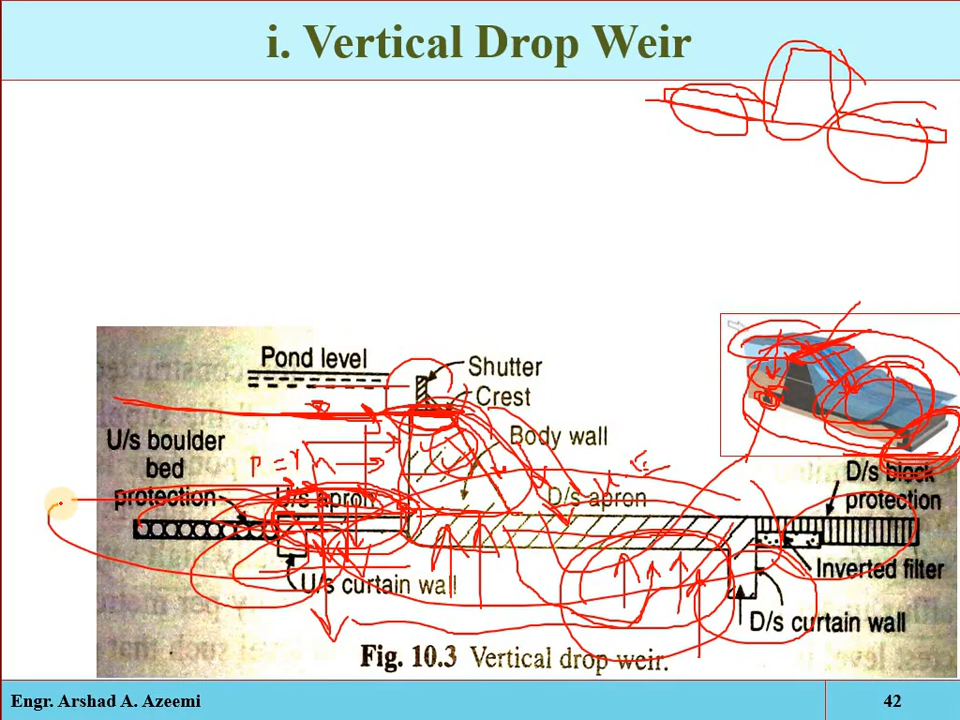 i. Vertical Drop Weir
Pond level
Shutter
Crest
U/s boulder
bed
protection
P = γ h
U/s apron
Body wall
D/s apron
D/s block
protection
U/s curtain wall
Inverted filter
D/s curtain wall
Fig. 10.3 Vertical drop weir.
Engr. Arshad A. Azeemi
42